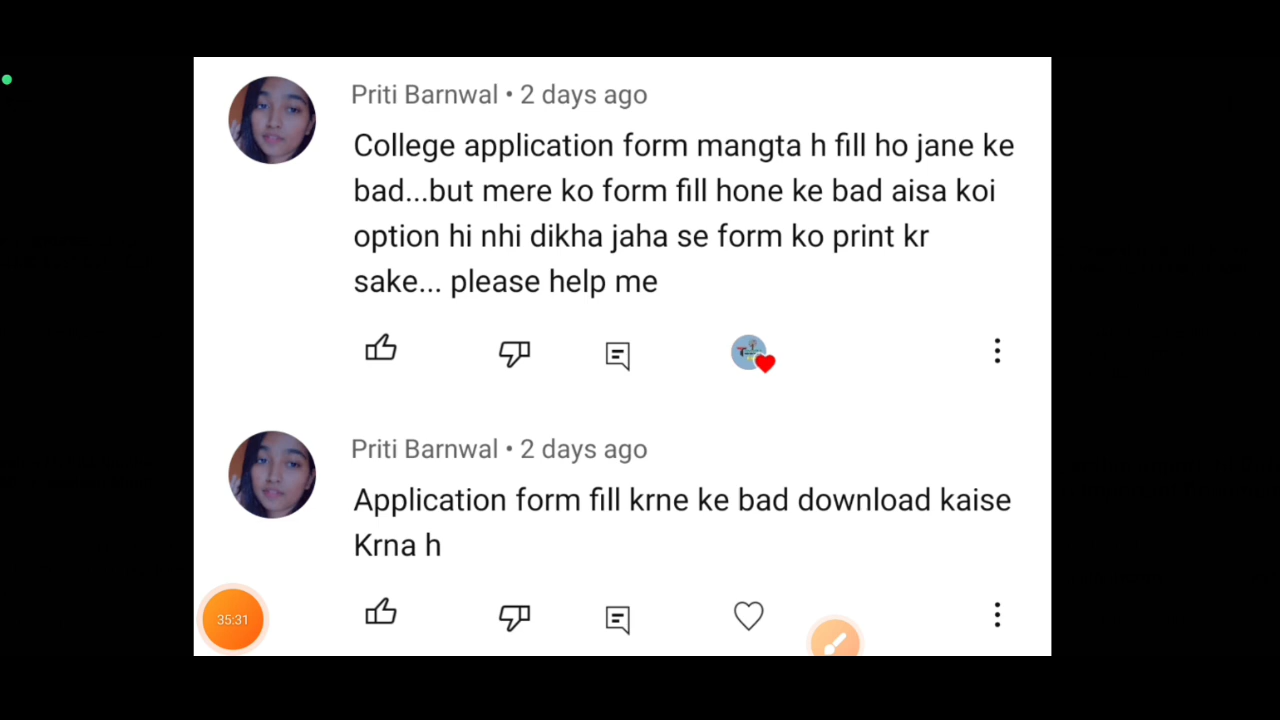 Priti Barnwal • 2 days ago
College application form mangta h fill ho jane ke
bad...but mere ko form fill hone ke bad aisa koi
option hi nhi dikha jaha se form ko print kr
sake... please help me
Priti Barnwal • 2 days ago
Application form fill krne ke bad download kaise
Krna h
35:31